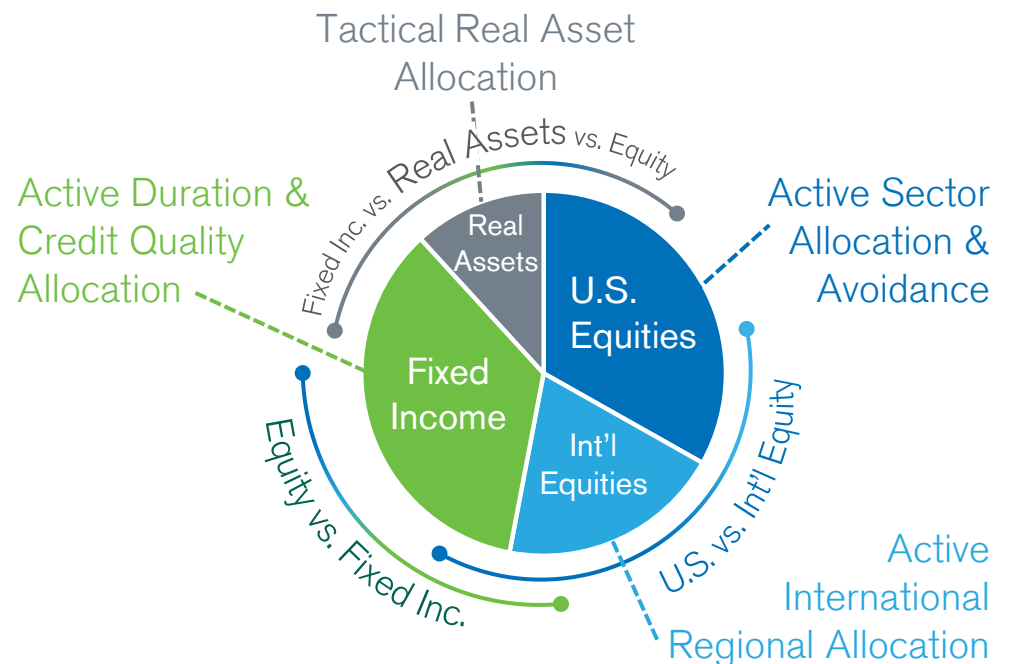 Tactical Real Asset
Allocation
Fixed Inc. vs. Real Assets vs. Equity
Active Duration &
Credit Quality
Allocation
Active Sector
Allocation &
Avoidance
Real
Assets
U.S.
Equities
Fixed
Income
Int'l
Equities
Equity vs. Fixed Inc.
U.S. vs. Int'l Equity
Active
International
Regional Allocation